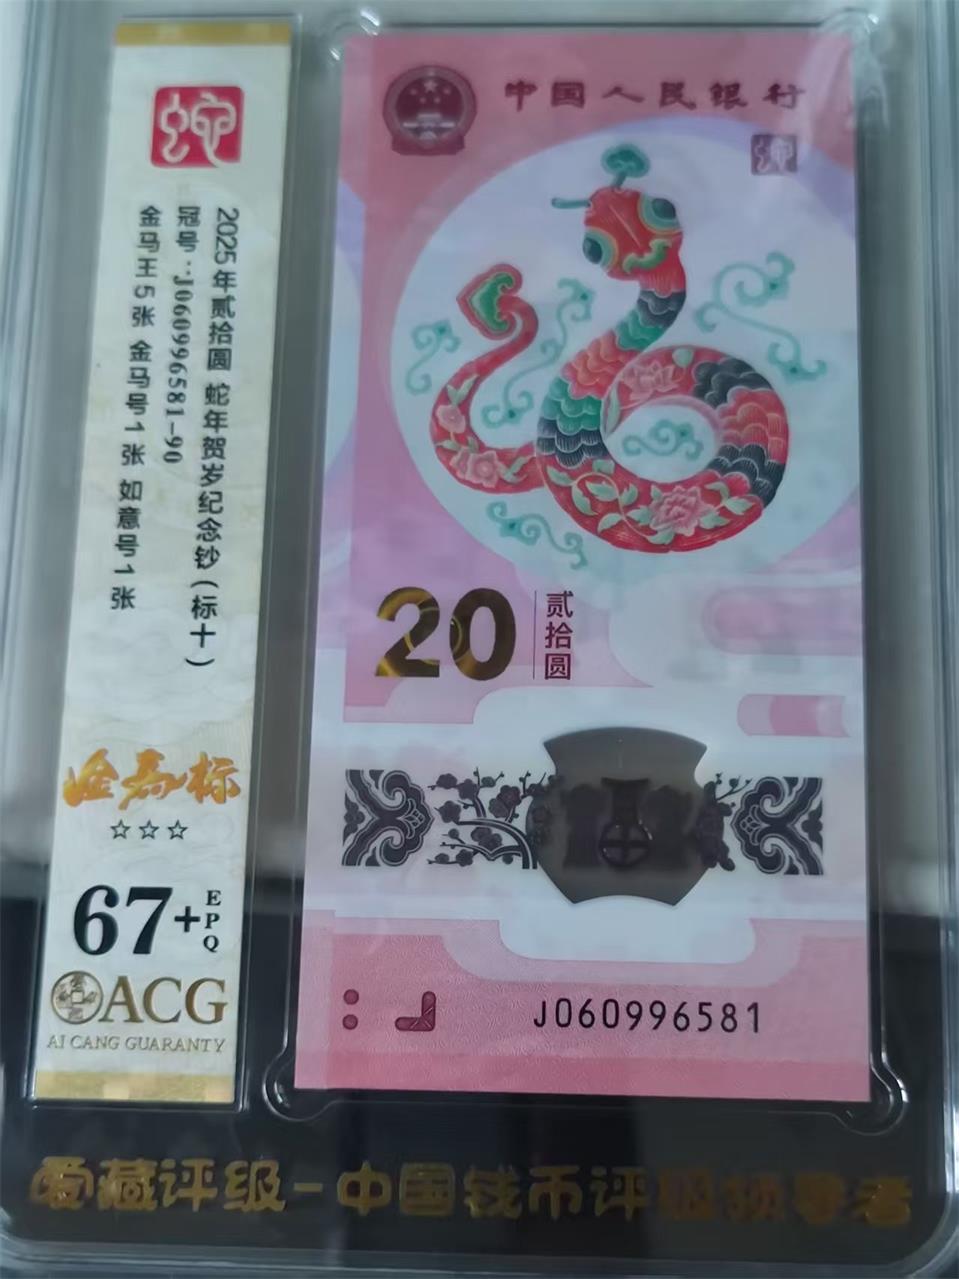 蛇
2025年贰拾圆 蛇年贺岁纪念钞(标十)
冠号:J060996581-90
金马王5张 金马号1张 如意号1张
金马标
☆☆☆
67+EPQ
ACG
AI CANG GUARANTY
中国人民银行
蛇
20
贰拾圆
J060996581
爱藏评级-中国钱币评级领导者